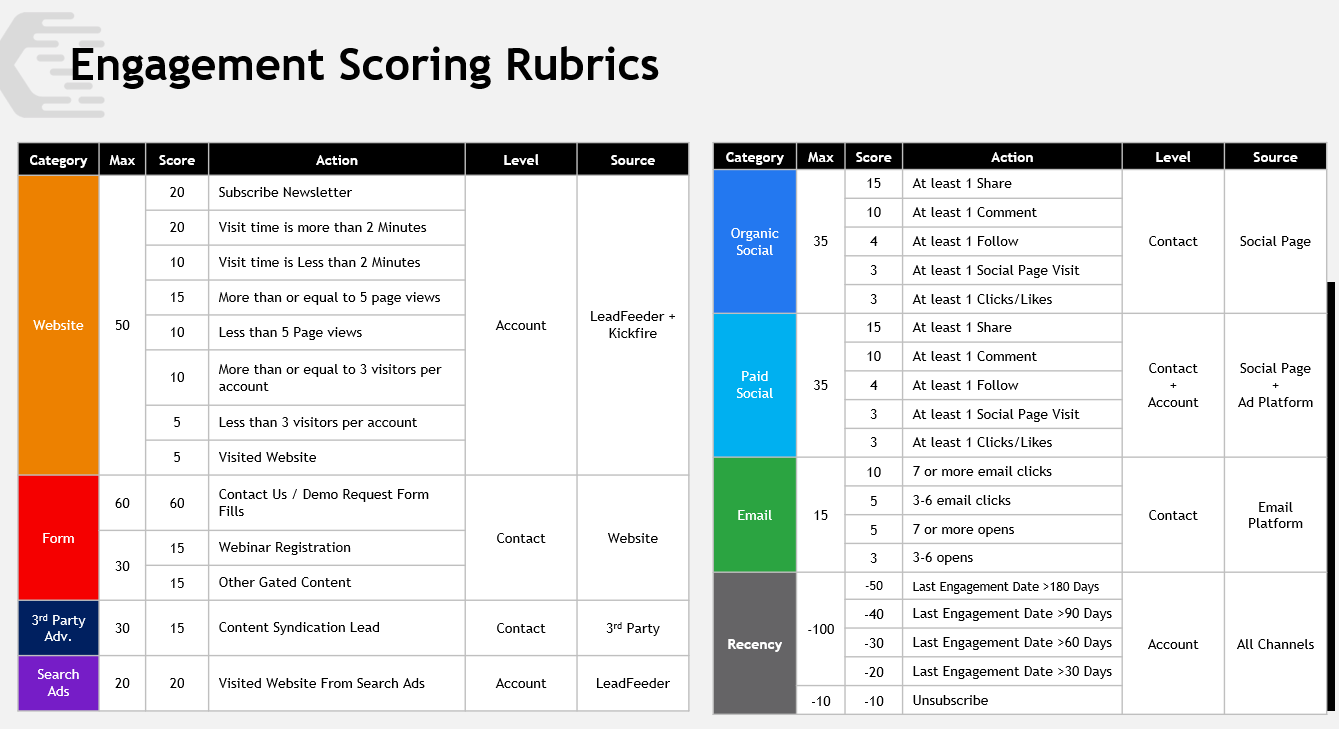 Engagement Scoring Rubrics
Category Max Score Action Level Source
Website 50 20 Subscribe Newsletter Account LeadFeeder + Kickfire
20 Visit time is more than 2 Minutes
10 Visit time is Less than 2 Minutes
15 More than or equal to 5 page views
10 Less than 5 Page views
10 More than or equal to 3 visitors per
account
5 Less than 3 visitors per account
5 Visited Website
Form 60 60 Contact Us / Demo Request Form
Fills
Contact Website
30 15 Webinar Registration
15 Other Gated Content
3rd Party
Adv.
30 15 Content Syndication Lead Contact 3rd Party
Search
Ads
20 20 Visited Website From Search Ads Account LeadFeeder
Category Max Score Action Level Source
Organic
Social
35 15 At least 1 Share Contact Social Page
10 At least 1 Comment
4 At least 1 Follow
3 At least 1 Social Page Visit
3 At least 1 Clicks/Likes
Paid
Social
35 15 At least 1 Share
10 At least 1 Comment
4 At least 1 Follow
3 At least 1 Social Page Visit
3 At least 1 Clicks/Likes
Contact
+
Account
Social Page
+
Ad Platform
Email 15 10 7 or more email clicks
5 3-6 email clicks
5 7 or more opens
3 3-6 opens
Contact
Email
Platform
Recency -100 -50 Last Engagement Date >180 Days
-40 Last Engagement Date >90 Days
-30 Last Engagement Date >60 Days
-20 Last Engagement Date >30 Days
-10 -10 Unsubscribe
Account All Channels